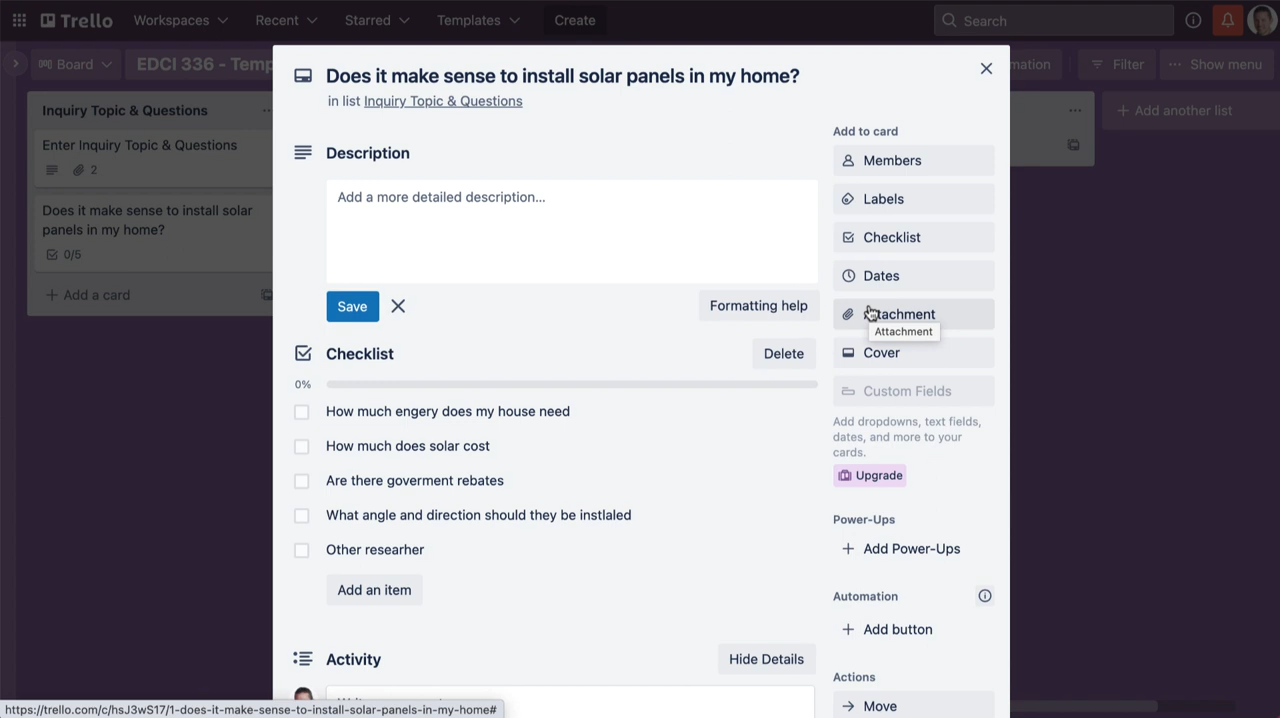 Trello
Workspaces
Recent
Starred
Templates
Create
Search
Board
EDCI 336 - Temp
mation
Filter
Show menu
Inquiry Topic & Questions
Enter Inquiry Topic & Questions
2
Does it make sense to install solar
panels in my home?
0/5
+ Add a card
+ Add another list
Does it make sense to install solar panels in my home?
in list Inquiry Topic & Questions
Description
Add a more detailed description...
Save
Formatting help
Checklist
Delete
0%
How much engery does my house need
How much does solar cost
Are there goverment rebates
What angle and direction should they be instlaled
Other researher
Add an item
Activity
Hide Details
Add to card
Members
Labels
Checklist
Dates
ttachment
Attachment
Cover
Custom Fields
Add dropdowns, text fields,
dates, and more to your
cards.
Upgrade
Power-Ups
+ Add Power-Ups
Automation
+ Add button
Actions
Move
https://trello.com/c/hsJ3wS17/1-does-it-make-sense-to-install-solar-panels-in-my-home#